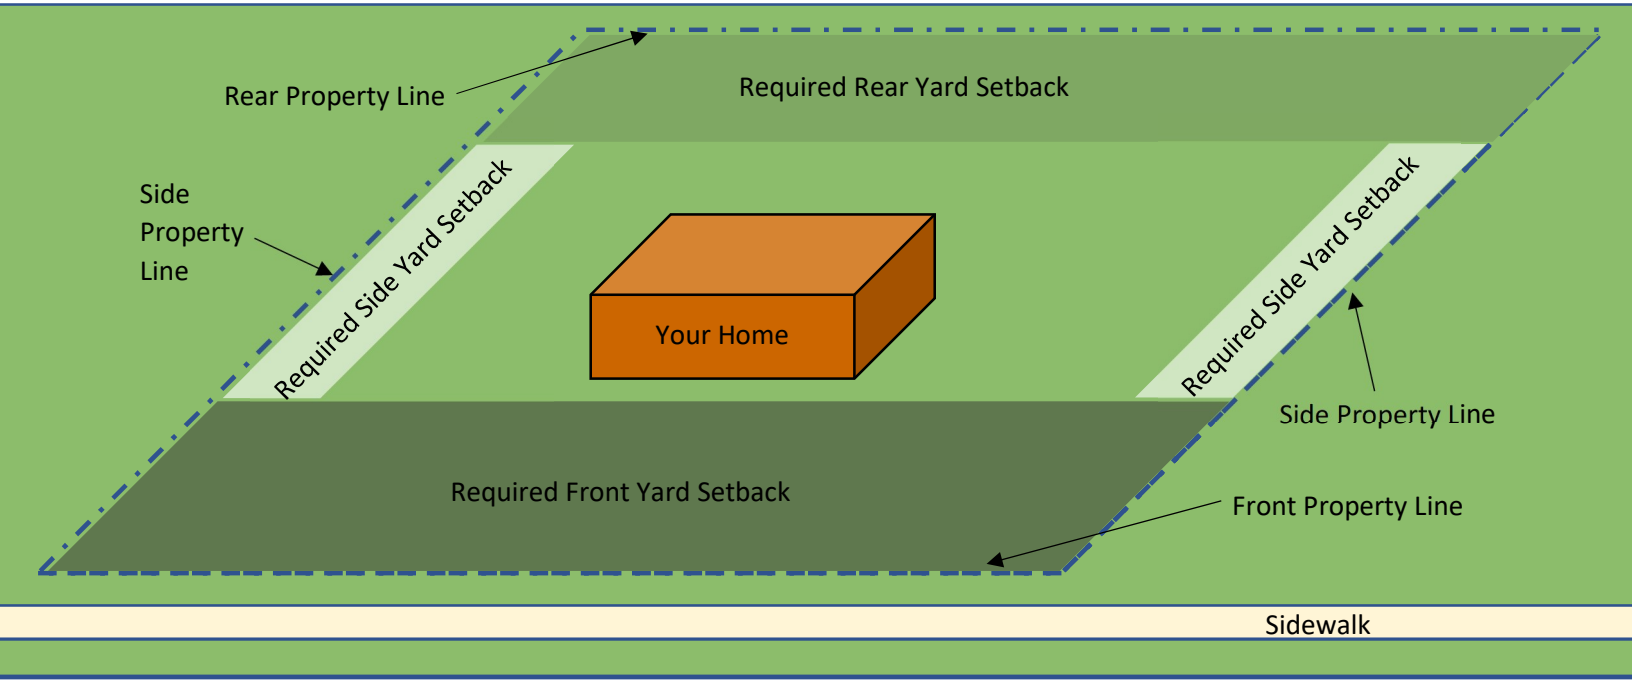 Required Rear Yard Setback
Rear Property Line
Side
Property
Line
Required Side Yard Setback
Required Side Yard Setback
Your Home
Side Property Line
Required Front Yard Setback
Front Property Line
Sidewalk